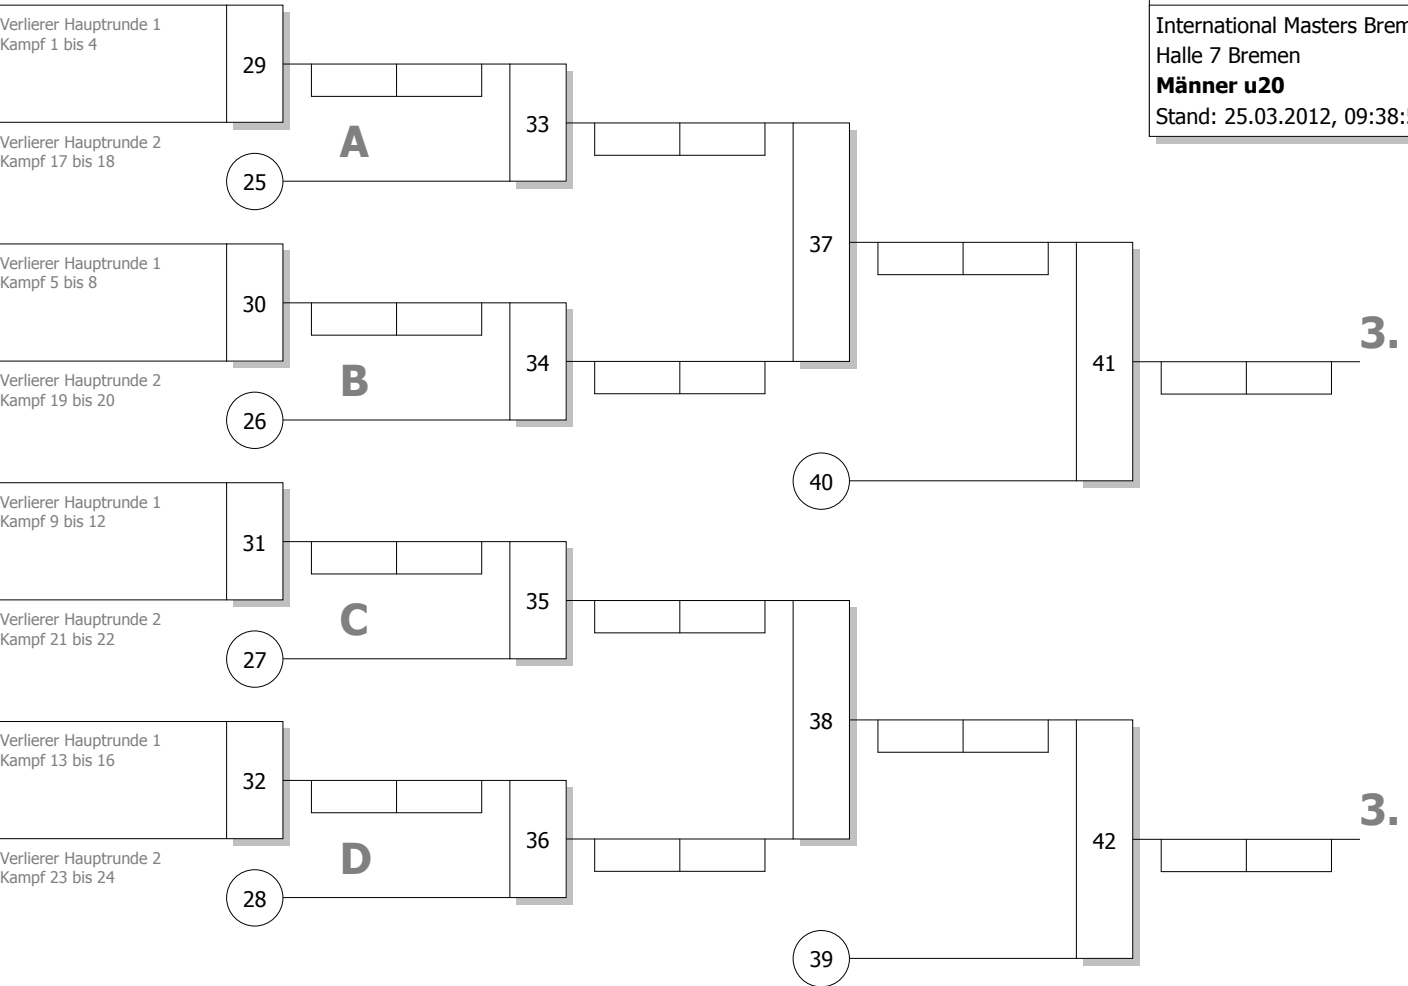 Verlierer Hauptrunde 1
Kampf 1 bis 4
29
Verlierer Hauptrunde 2
Kampf 17 bis 18
A
25
33
International Masters
Halle 7 Bremen
Männer u20
Stand: 25.03.2012,
Verlierer Hauptrunde 1
Kampf 5 bis 8
30
Verlierer Hauptrunde 2
Kampf 19 bis 20
B
26
34
37
41
3.
40
Verlierer Hauptrunde 1
Kampf 9 bis 12
31
Verlierer Hauptrunde 2
Kampf 21 bis 22
C
27
35
Verlierer Hauptrunde 1
Kampf 13 bis 16
32
Verlierer Hauptrunde 2
Kampf 23 bis 24
D
28
36
38
42
3.
39